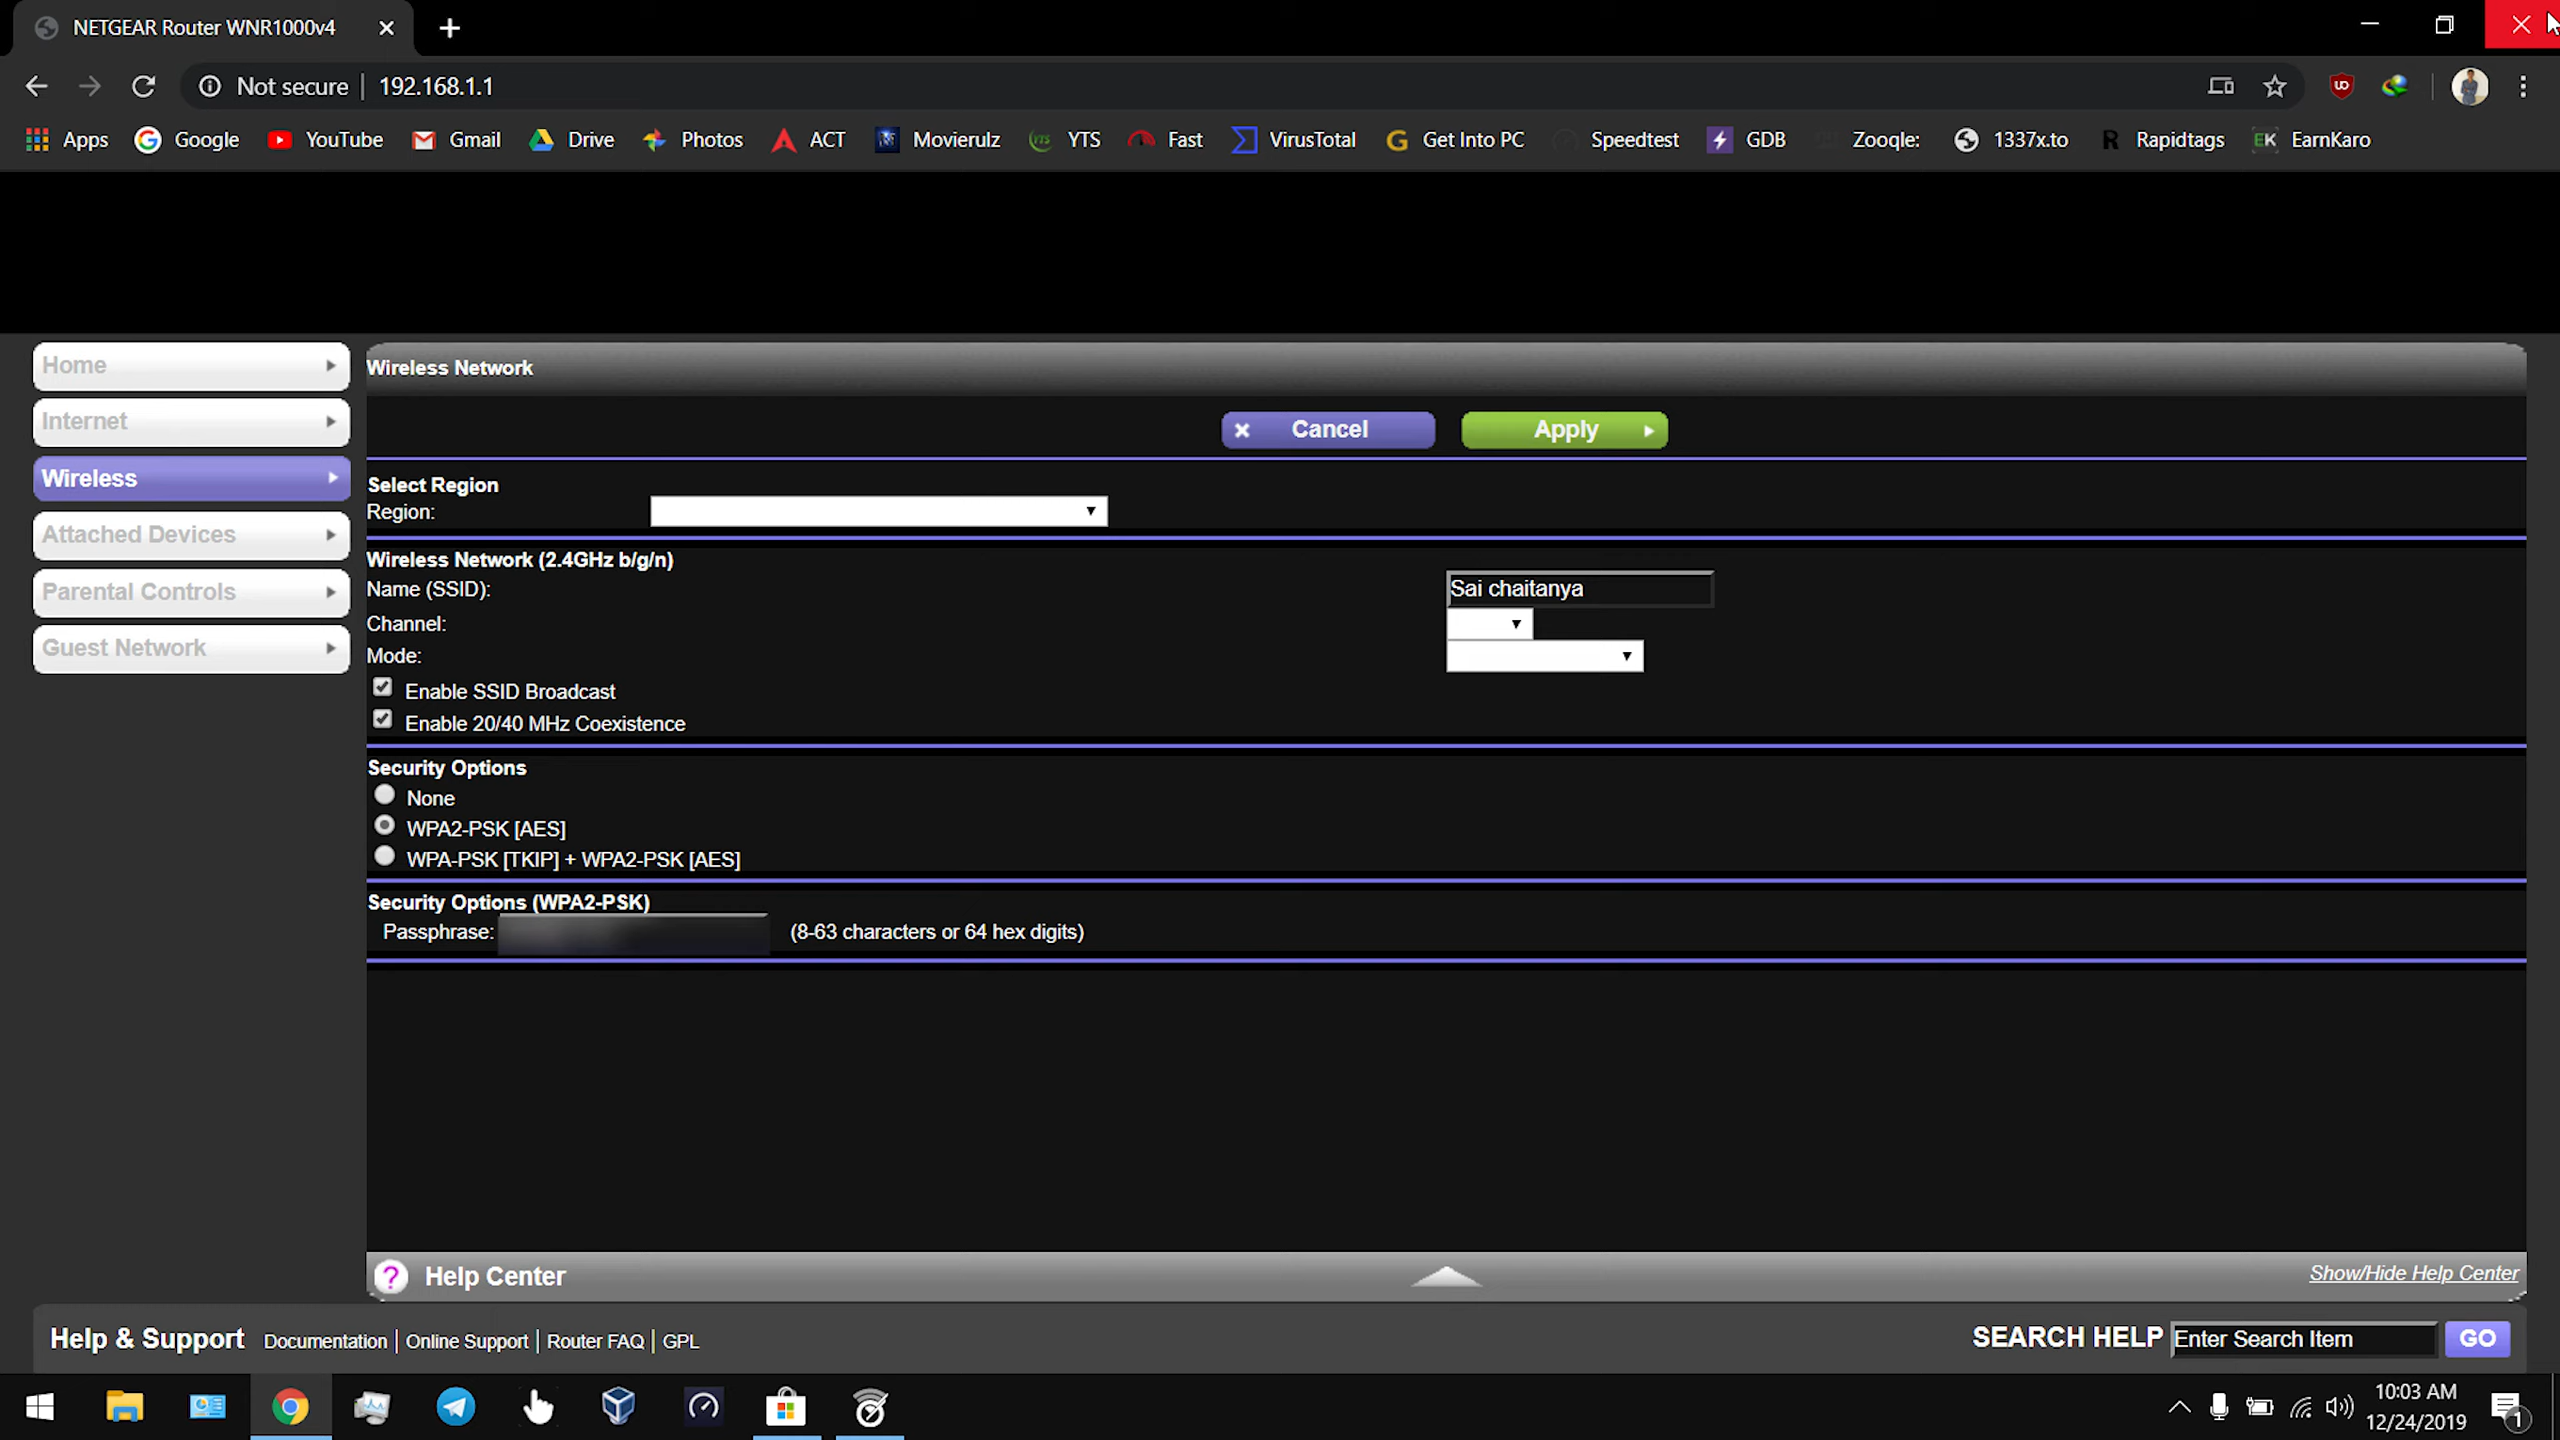 NETGEAR Router WNR1000v4
Not secure | 192.168.1.1
Apps Google YouTube Gmail Drive Photos ACT Movierulz YTS Fast VirusTotal Get Into PC Speedtest GDB Zooqle: 1337x.to Rapidtags EarnKaro
Home
Internet
Wireless
Attached Devices
Parental Controls
Guest Network
Wireless Network
Cancel Apply
Select Region
Region:
Wireless Network (2.4GHz b/g/n)
Name (SSID): Sai chaitanya
Channel:
Mode:
Enable SSID Broadcast
Enable 20/40 MHz Coexistence
Security Options
None
WPA2-PSK [AES]
WPA-PSK [TKIP] + WPA2-PSK [AES]
Security Options (WPA2-PSK)
Passphrase: (8-63 characters or 64 hex digits)
? Help Center Show/Hide Help Center
Help & Support Documentation | Online Support | Router FAQ | GPL SEARCH HELP Enter Search Item GO
10:03 AM
12/24/2019
1